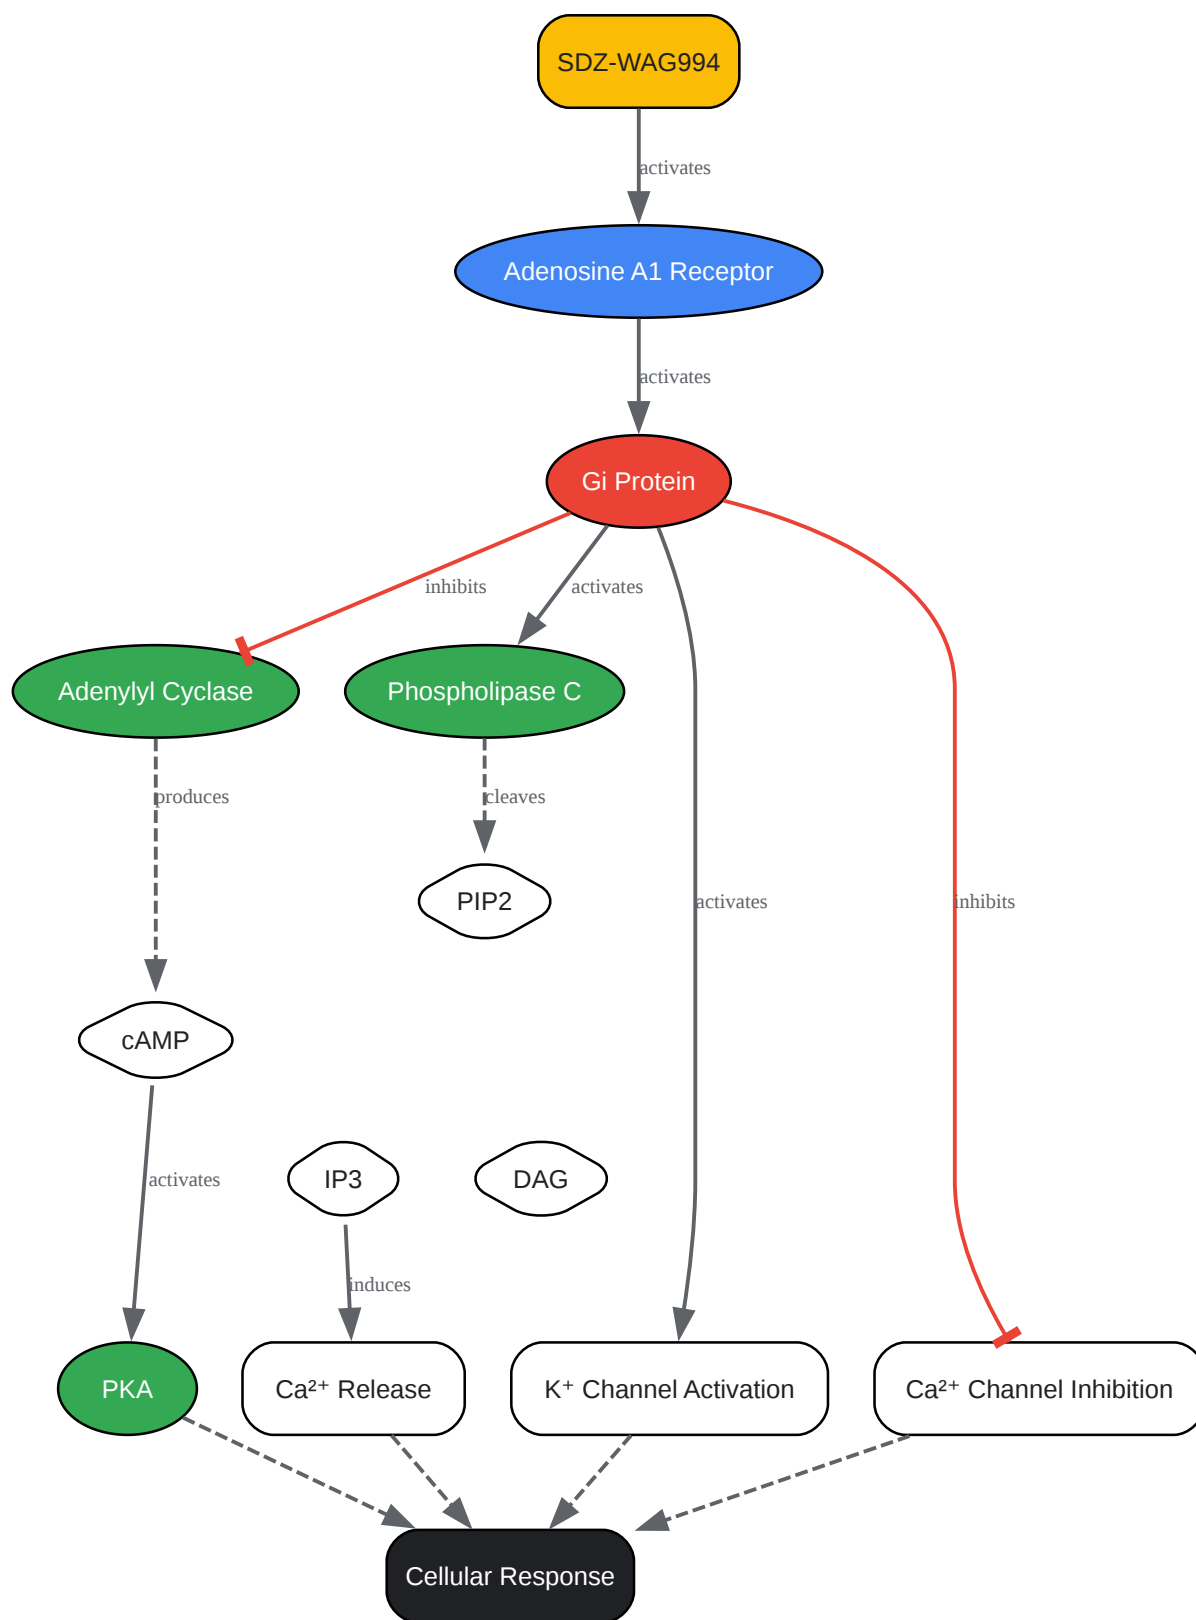 SDZ-WAG994
activates
Adenosine A1 Receptor
activates
Gi Protein
inhibits
activates
Adenylyl Cyclase
Phospholipase C
produces
cleaves
PIP2
activates
inhibits
cAMP
activates
IP3
DAG
induces
PKA
Ca²⁺ Release
K⁺ Channel Activation
Ca²⁺ Channel Inhibition
Cellular Response